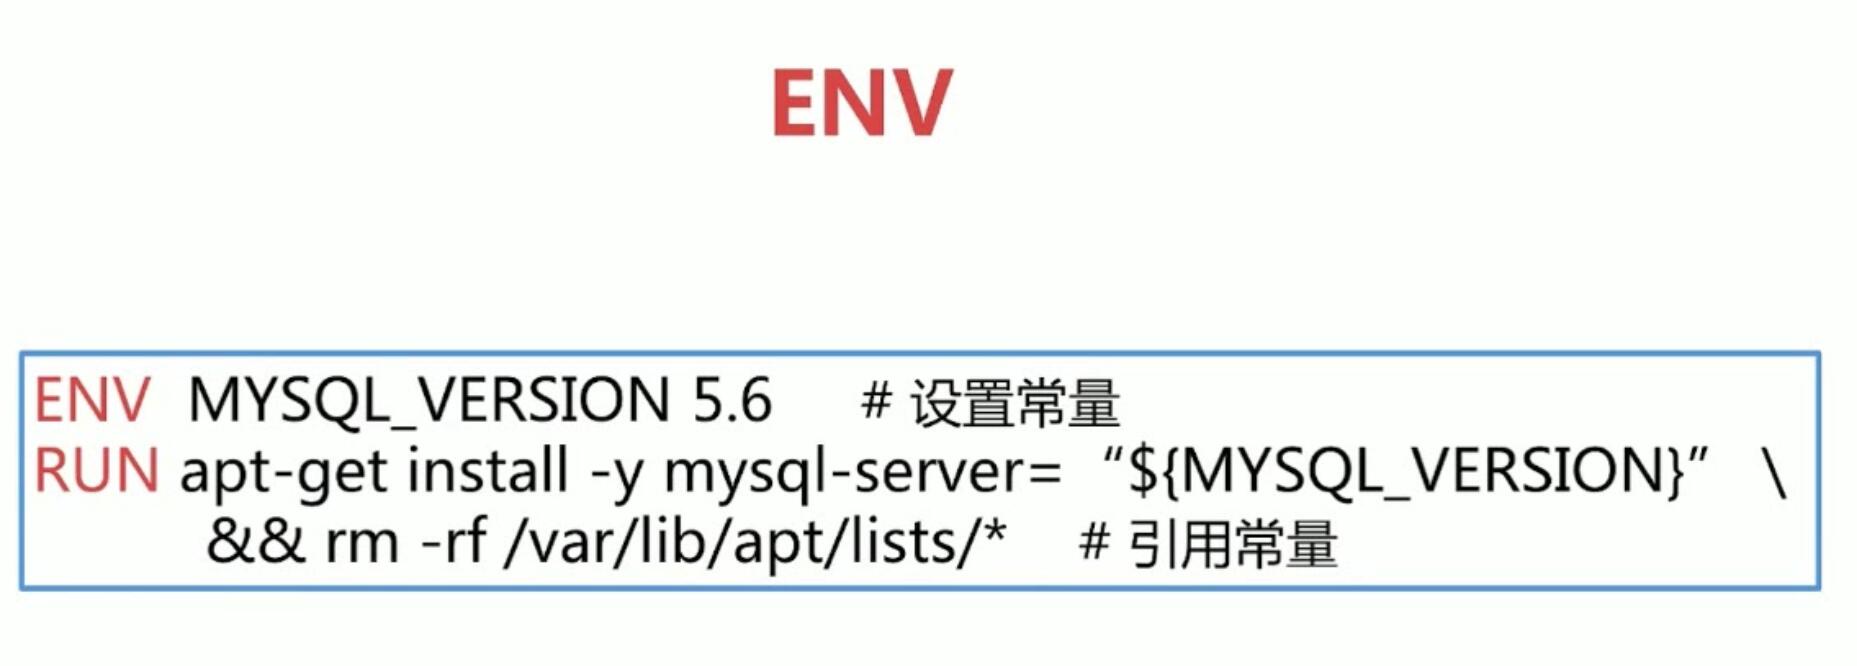 ENV
ENV MYSQL_VERSION 5.6 # 设置常量
RUN apt-get install -y mysql-server= “${MYSQL_VERSION}” \
&& rm -rf /var/lib/apt/lists/* # 引用常量